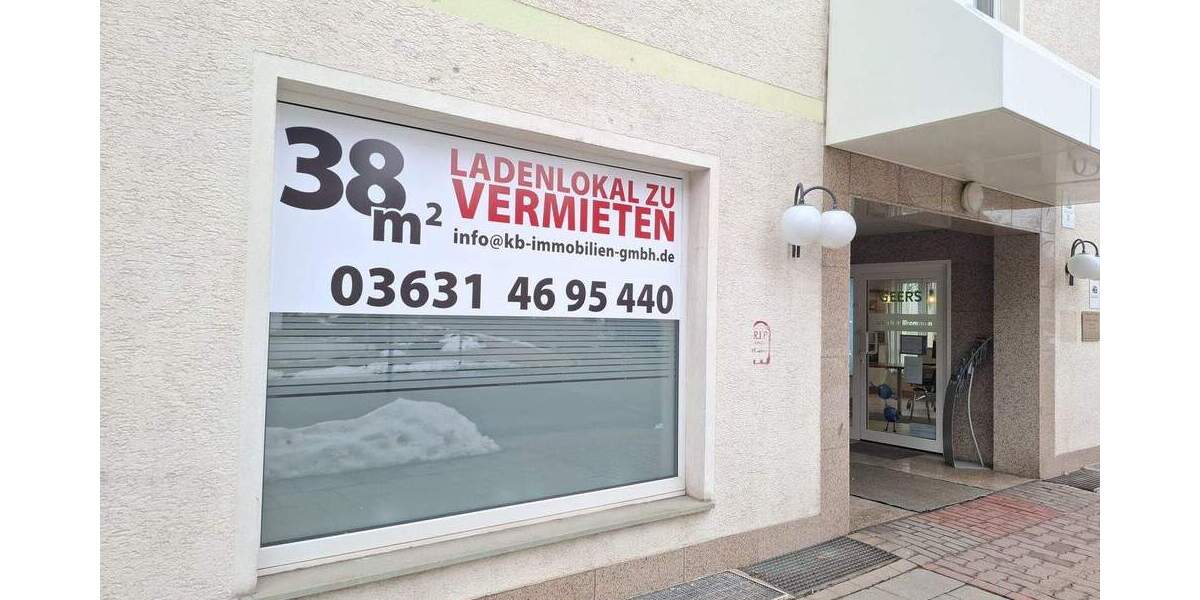 38 m²
LADENLOKAL ZU
VERMIETEN
info@kb-immobilien-gmbh.de
03631 46 95 440
R.I.P
GEERS